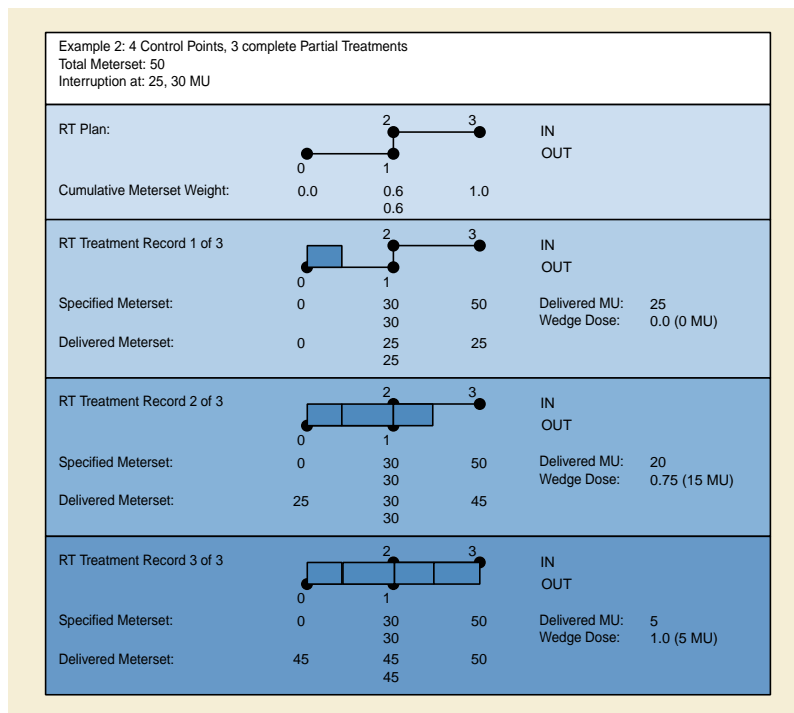 Example 2: 4 Control Points, 3 complete Partial Treatments
Total Meterset: 50
Interruption at: 25, 30 MU
RT Plan:
2 3 IN
OUT
0 1
Cumulative Meterset Weight: 0.0 0.6 1.0
0.6
RT Treatment Record 1 of 3
2 3 IN
OUT
0 1
Specified Meterset: 0 30 50 Delivered MU: 25
30 Wedge Dose: 0.0 (0 MU)
Delivered Meterset: 0 25 25
25
RT Treatment Record 2 of 3
2 3 IN
OUT
0 1
Specified Meterset: 0 30 50 Delivered MU: 20
30 Wedge Dose: 0.75 (15 MU)
Delivered Meterset: 25 30 45
30
RT Treatment Record 3 of 3
2 3 IN
OUT
0 1
Specified Meterset: 0 30 50 Delivered MU: 5
30 Wedge Dose: 1.0 (5 MU)
Delivered Meterset: 45 45 50
45